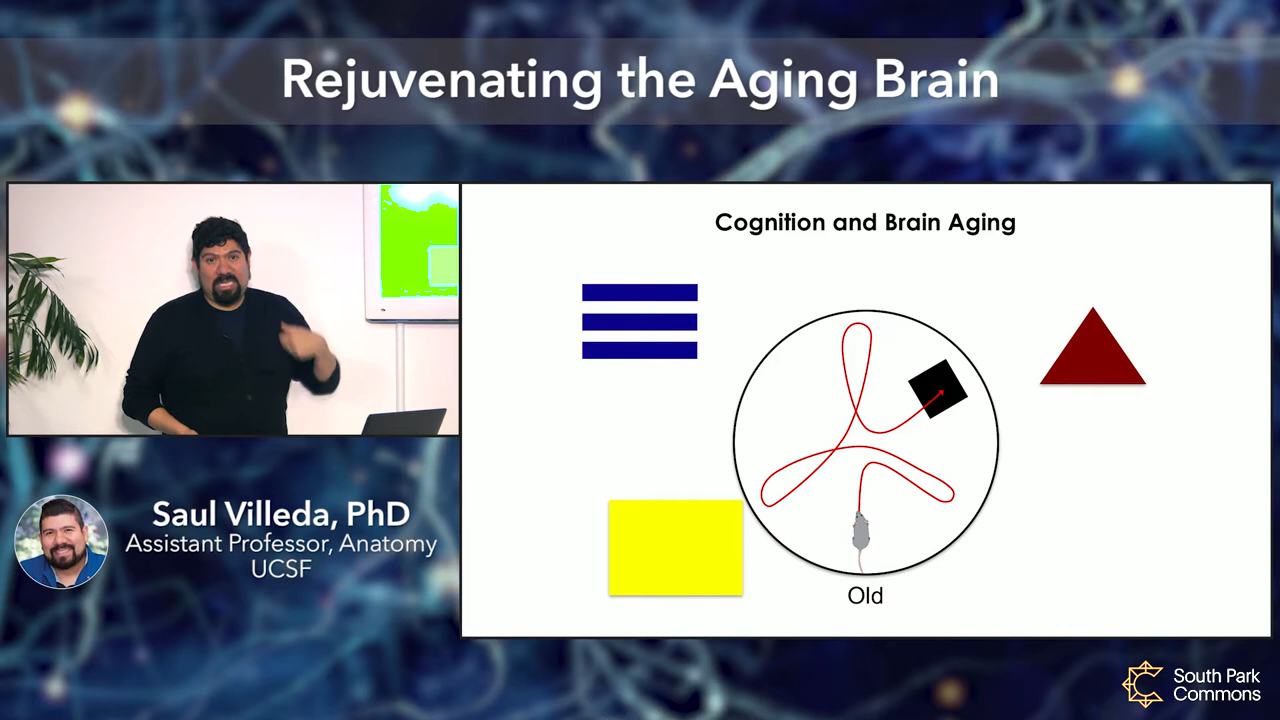 Rejuvenating the Aging Brain
Cognition and Brain Aging
Old
Saul Villeda, PhD
Assistant Professor, Anatomy
UCSF
South Park
Commons